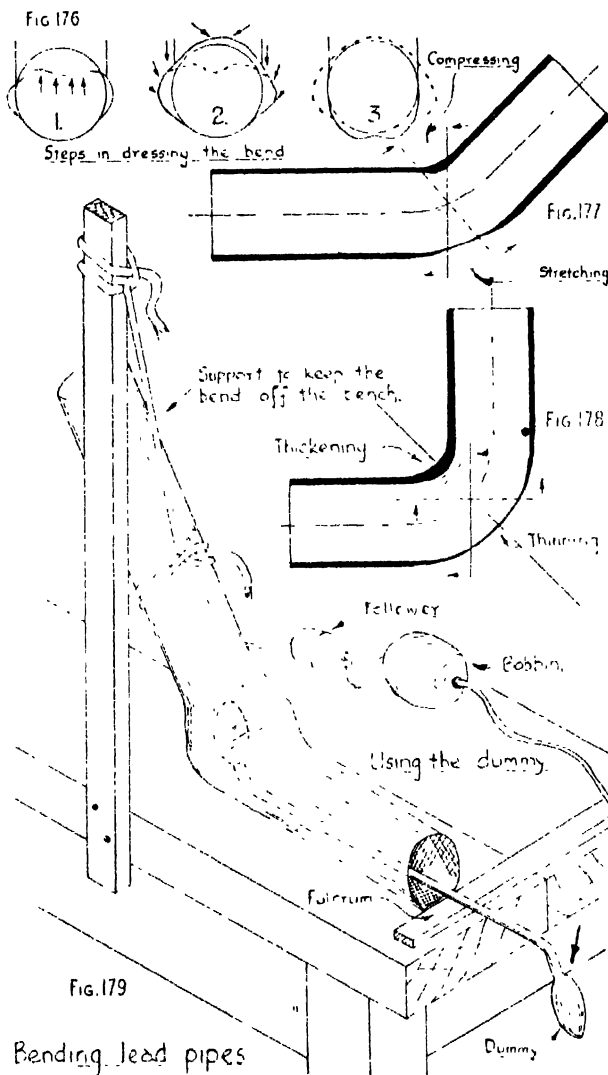 FIG 176
1.
2.
3
Steps in dressing the bend
Compressing
FIG.177
Stretching
Support to keep the
bend off the bench.
FIG 178
Thickening
Thinning
Follower
Bobbin
Using the dummy
Fulcrum
FIG.179
Dummy
Bending lead pipes